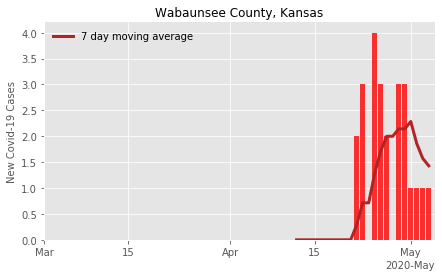 Wabaunsee County, Kansas
7 day moving average
New Covid-19 Cases
4.0
3.5
3.0
2.5
2.0
1.5
1.0
0.5
0.0
Mar 15 Apr 15 May
2020-May